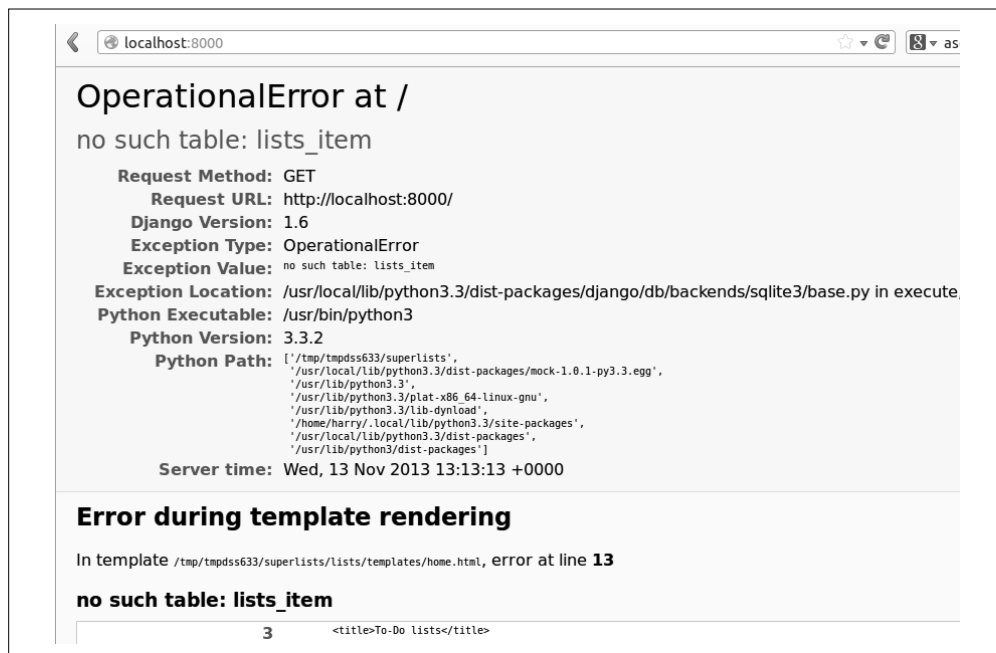 localhost:8000
as
OperationalError at /
no such table: lists_item
Request Method: GET
Request URL: http://localhost:8000/
Django Version: 1.6
Exception Type: OperationalError
Exception Value: no such table: lists_item
Exception Location: /usr/local/lib/python3.3/dist-packages/django/db/backends/sqlite3/base.py in execute,
Python Executable: /usr/bin/python3
Python Version: 3.3.2
Python Path: ['/tmp/tmpdss633/superlists',
'/usr/local/lib/python3.3/dist-packages/mock-1.0.1-py3.3.egg',
'/usr/lib/python3.3',
'/usr/lib/python3.3/plat-x86_64-linux-gnu',
'/usr/lib/python3.3/lib-dynload',
'/home/harry/.local/lib/python3.3/site-packages',
'/usr/local/lib/python3.3/dist-packages',
'/usr/lib/python3/dist-packages']
Server time: Wed, 13 Nov 2013 13:13:13 +0000
Error during template rendering
In template /tmp/tmpdss633/superlists/lists/templates/home.html, error at line 13
no such table: lists_item
3 <title>To-Do lists</title>